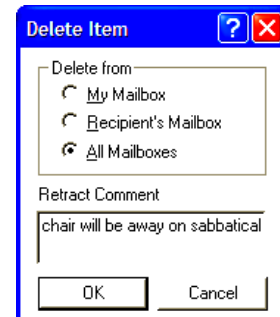 Delete Item
Delete from
My Mailbox
Recipient's Mailbox
All Mailboxes
Retract Comment
chair will be away on sabbatical
OK Cancel